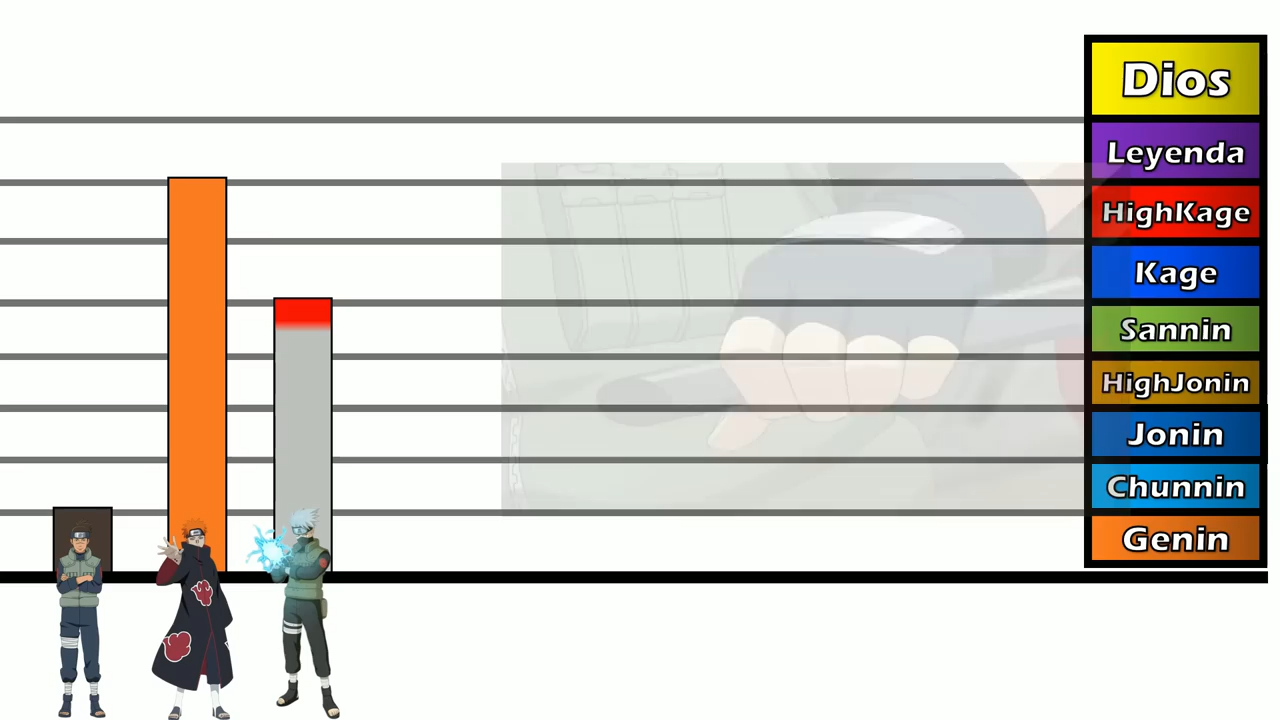 Dios
Leyenda
HighKage
Kage
Sannin
HighJonin
Jonin
Chunnin
Genin